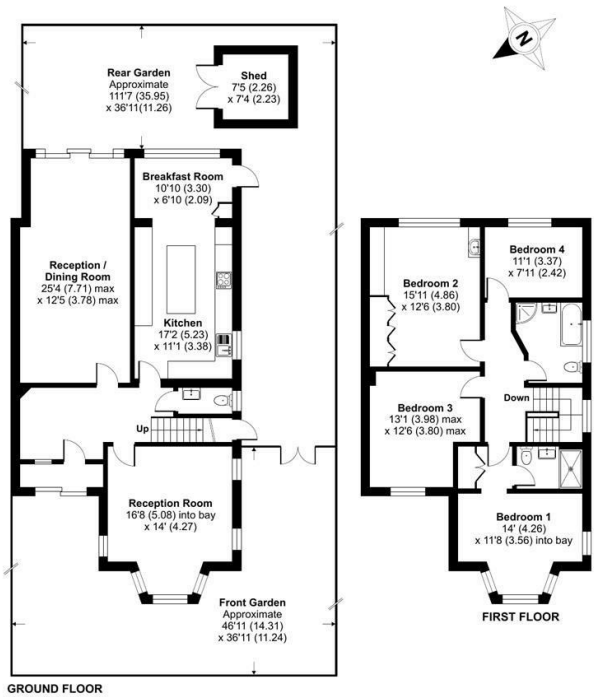 N
Rear Garden
Approximate
111'7 (35.95)
x 36'11(11.26)
Shed
7'5 (2.26)
x 7'4 (2.23)
Breakfast Room
10'10 (3.30)
x 6'10 (2.09)
Reception /
Dining Room
25'4 (7.71) max
x 12'5 (3.78) max
Kitchen
17'2 (5.23)
x 11'1 (3.38)
Up
Reception Room
16'8 (5.08) into bay
x 14' (4.27)
Front Garden
Approximate
46'11 (14.31)
x 36'11 (11.24)
GROUND FLOOR
Bedroom 4
11'1 (3.37)
x 7'11 (2.42)
Bedroom 2
15'11 (4.86)
x 12'6 (3.80)
Bedroom 3
13'1 (3.98) max
x 12'6 (3.80) max
Down
Bedroom 1
14' (4.26)
x 11'8 (3.56) into bay
FIRST FLOOR